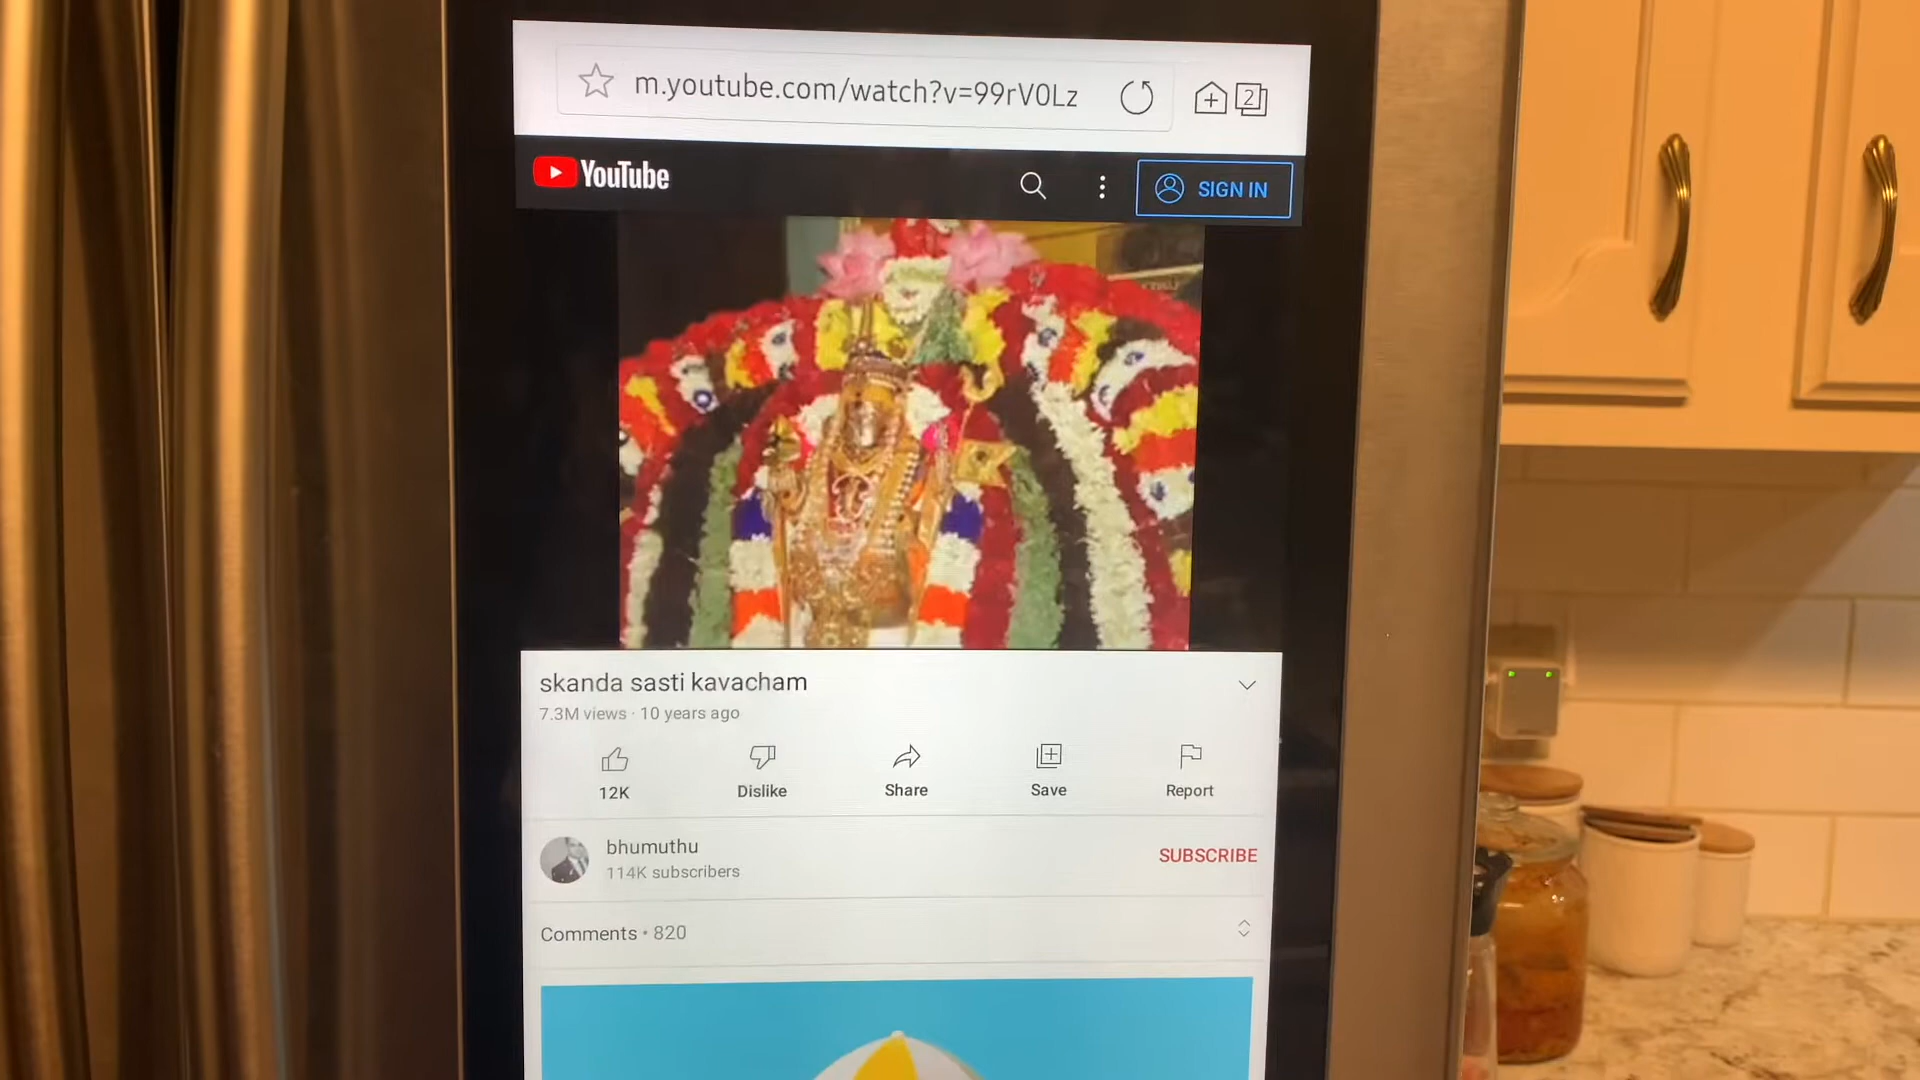 m.youtube.com/watch?v=99rV0Lz
2
YouTube
SIGN IN
skanda sasti kavacham
7.3M views · 10 years ago
12K
Dislike
Share
Save
Report
bhumuthu
114K subscribers
SUBSCRIBE
Comments • 820